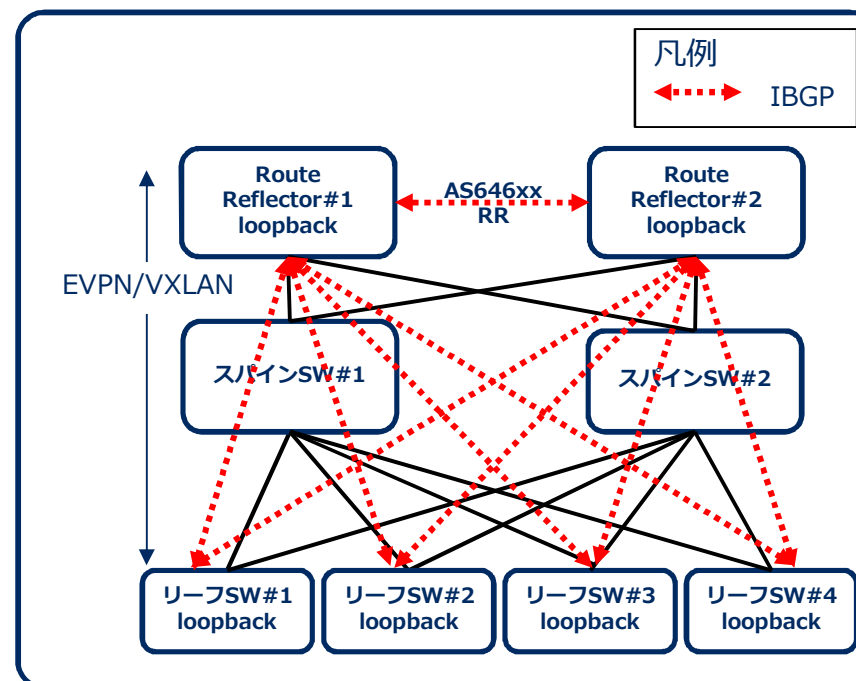 凡例
IBGP
Route
Reflector#1
loopback
AS646xx
RR
Route
Reflector#2
loopback
EVPN/VXLAN
スパインSW#1
スパインSW#2
リーフSW#1
loopback
リーフSW#2
loopback
リーフSW#3
loopback
リーフSW#4
loopback